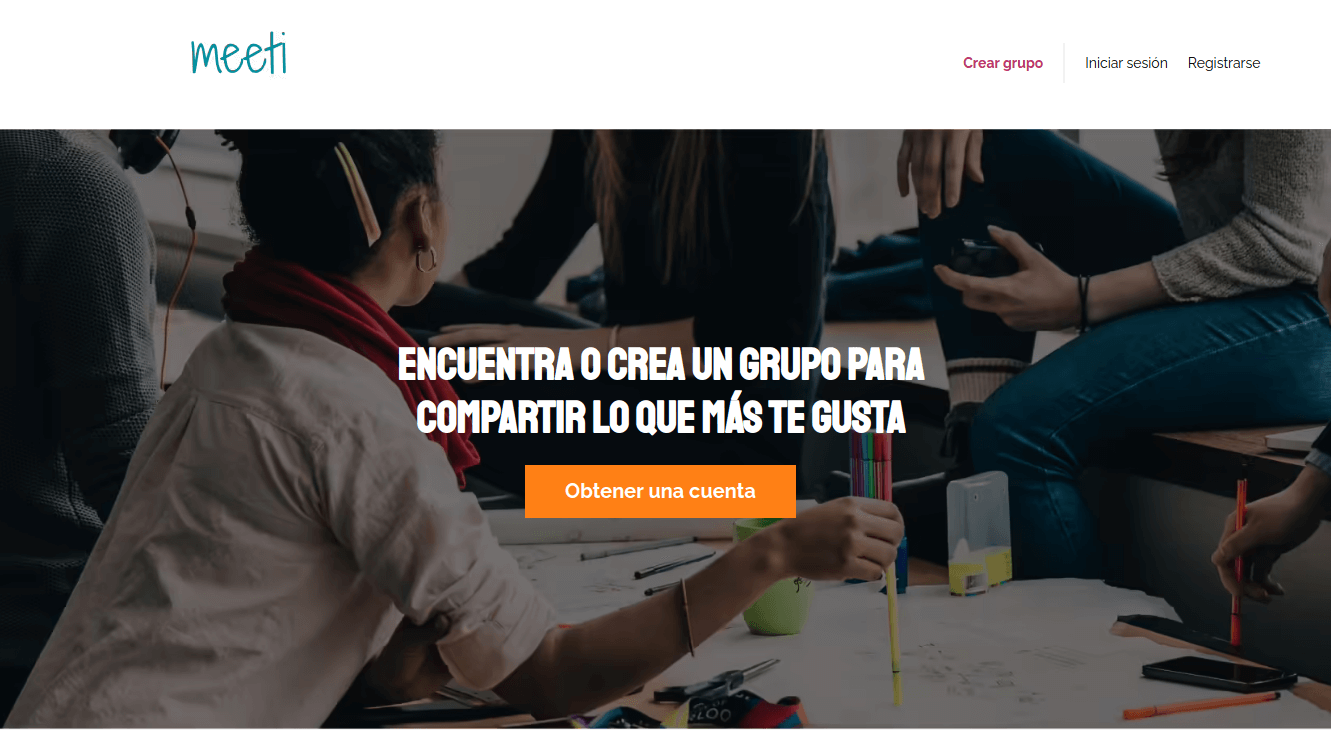 meeti
Crear grupo
Iniciar sesión
Registrarse
ENCUENTRA O CREA UN GRUPO PARA
COMPARTIR LO QUE MÁS TE GUSTA
Obtener una cuenta